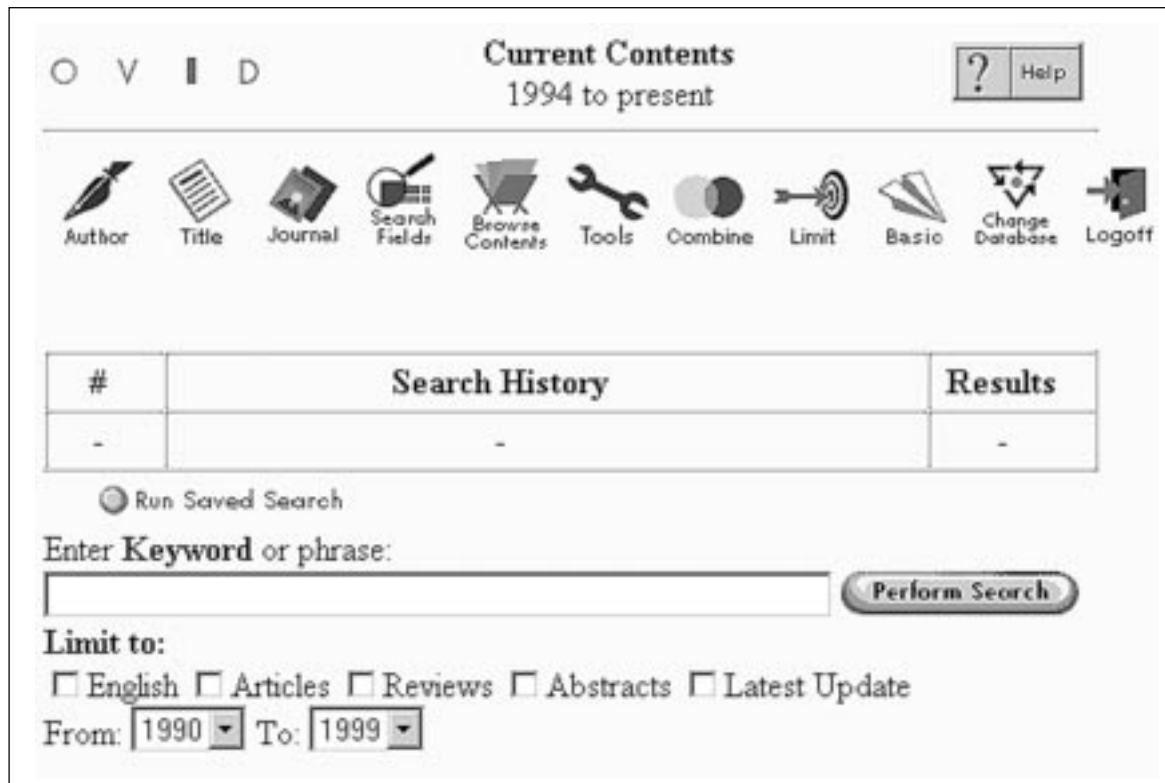 O V I D
Current Contents
1994 to present
? Help
Author
Title
Journal
Search Fields
Browse Contents
Tools
Combine
Limit
Basic
Change Database
Logoff
# Search History Results
- - -
Run Saved Search
Enter Keyword or phrase:
Perform Search
Limit to:
English Articles Reviews Abstracts Latest Update
From: 1990 To: 1999